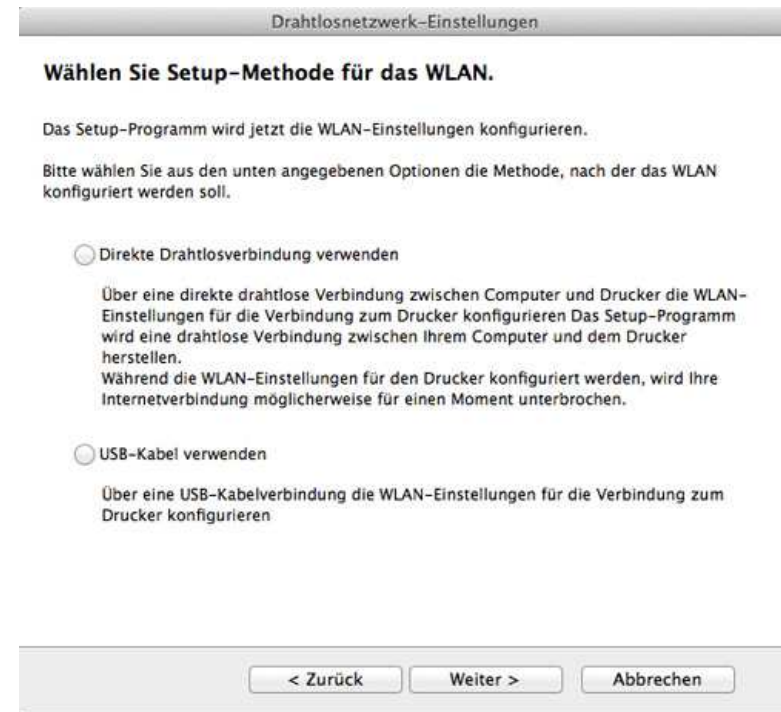 Drahtlosnetzwerk-Einstellungen
Wählen Sie Setup-Methode für das WLAN.
Das Setup-Programm wird jetzt die WLAN-Einstellungen konfigurieren.
Bitte wählen Sie aus den unten angegebenen Optionen die Methode, nach der das WLAN
konfiguriert werden soll.
Direkte Drahtlosverbindung verwenden
Über eine direkte drahtlose Verbindung zwischen Computer und Drucker die WLAN-
Einstellungen für die Verbindung zum Drucker konfigurieren Das Setup-Programm
wird eine drahtlose Verbindung zwischen Ihrem Computer und dem Drucker
herstellen.
Während die WLAN-Einstellungen für den Drucker konfiguriert werden, wird Ihre
Internetverbindung möglicherweise für einen Moment unterbrochen.
USB-Kabel verwenden
Über eine USB-Kabelverbindung die WLAN-Einstellungen für die Verbindung zum
Drucker konfigurieren
< Zurück Weiter > Abbrechen